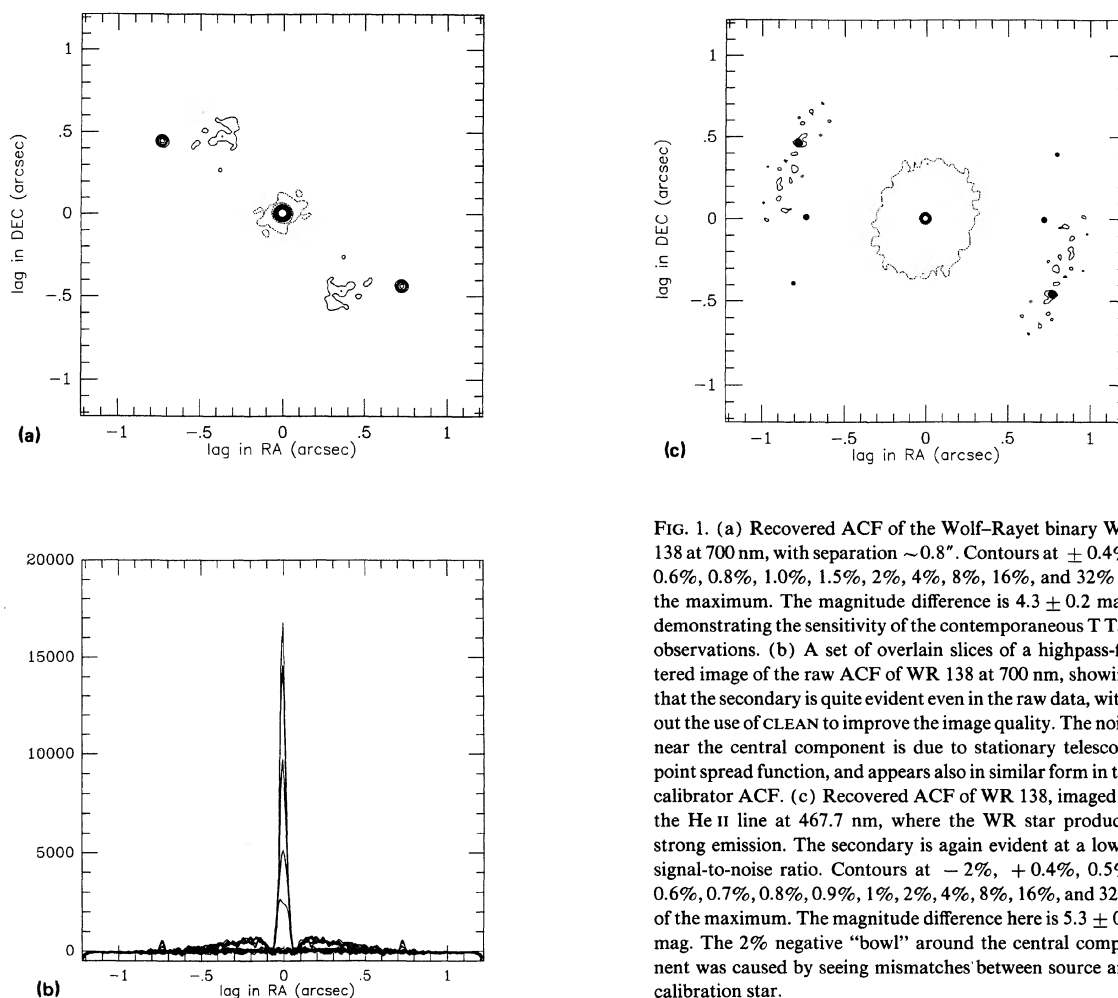 1
.5
0
-.5
-1
lag in DEC (arcsec)
-1 -.5 0 .5 1
lag in RA (arcsec)
(a)
20000
15000
10000
5000
0
-1 -.5 0 .5 1
lag in RA (arcsec)
(b)
1
.5
0
-.5
-1
lag in DEC (arcsec)
-1 -.5 0 .5 1
lag in RA (arcsec)
(c)
FIG. 1. (a) Recovered ACF of the Wolf–Rayet binary W
138 at 700 nm, with separation ~0.8″. Contours at ± 0.4%
0.6%, 0.8%, 1.0%, 1.5%, 2%, 4%, 8%, 16%, and 32%
the maximum. The magnitude difference is 4.3 ± 0.2 ma
demonstrating the sensitivity of the contemporaneous T T
observations. (b) A set of overlain slices of a highpass-f
tered image of the raw ACF of WR 138 at 700 nm, showi
that the secondary is quite evident even in the raw data, wit
out the use of CLEAN to improve the image quality. The noi
near the central component is due to stationary telesco
point spread function, and appears also in similar form in t
calibrator ACF. (c) Recovered ACF of WR 138, imaged
the He II line at 467.7 nm, where the WR star produc
strong emission. The secondary is again evident at a low
signal-to-noise ratio. Contours at − 2%, + 0.4%, 0.5%
0.6%, 0.7%, 0.8%, 0.9%, 1%, 2%, 4%, 8%, 16%, and 32
of the maximum. The magnitude difference here is 5.3 ± 0
mag. The 2% negative “bowl” around the central comp
nent was caused by seeing mismatches between source a
calibration star.